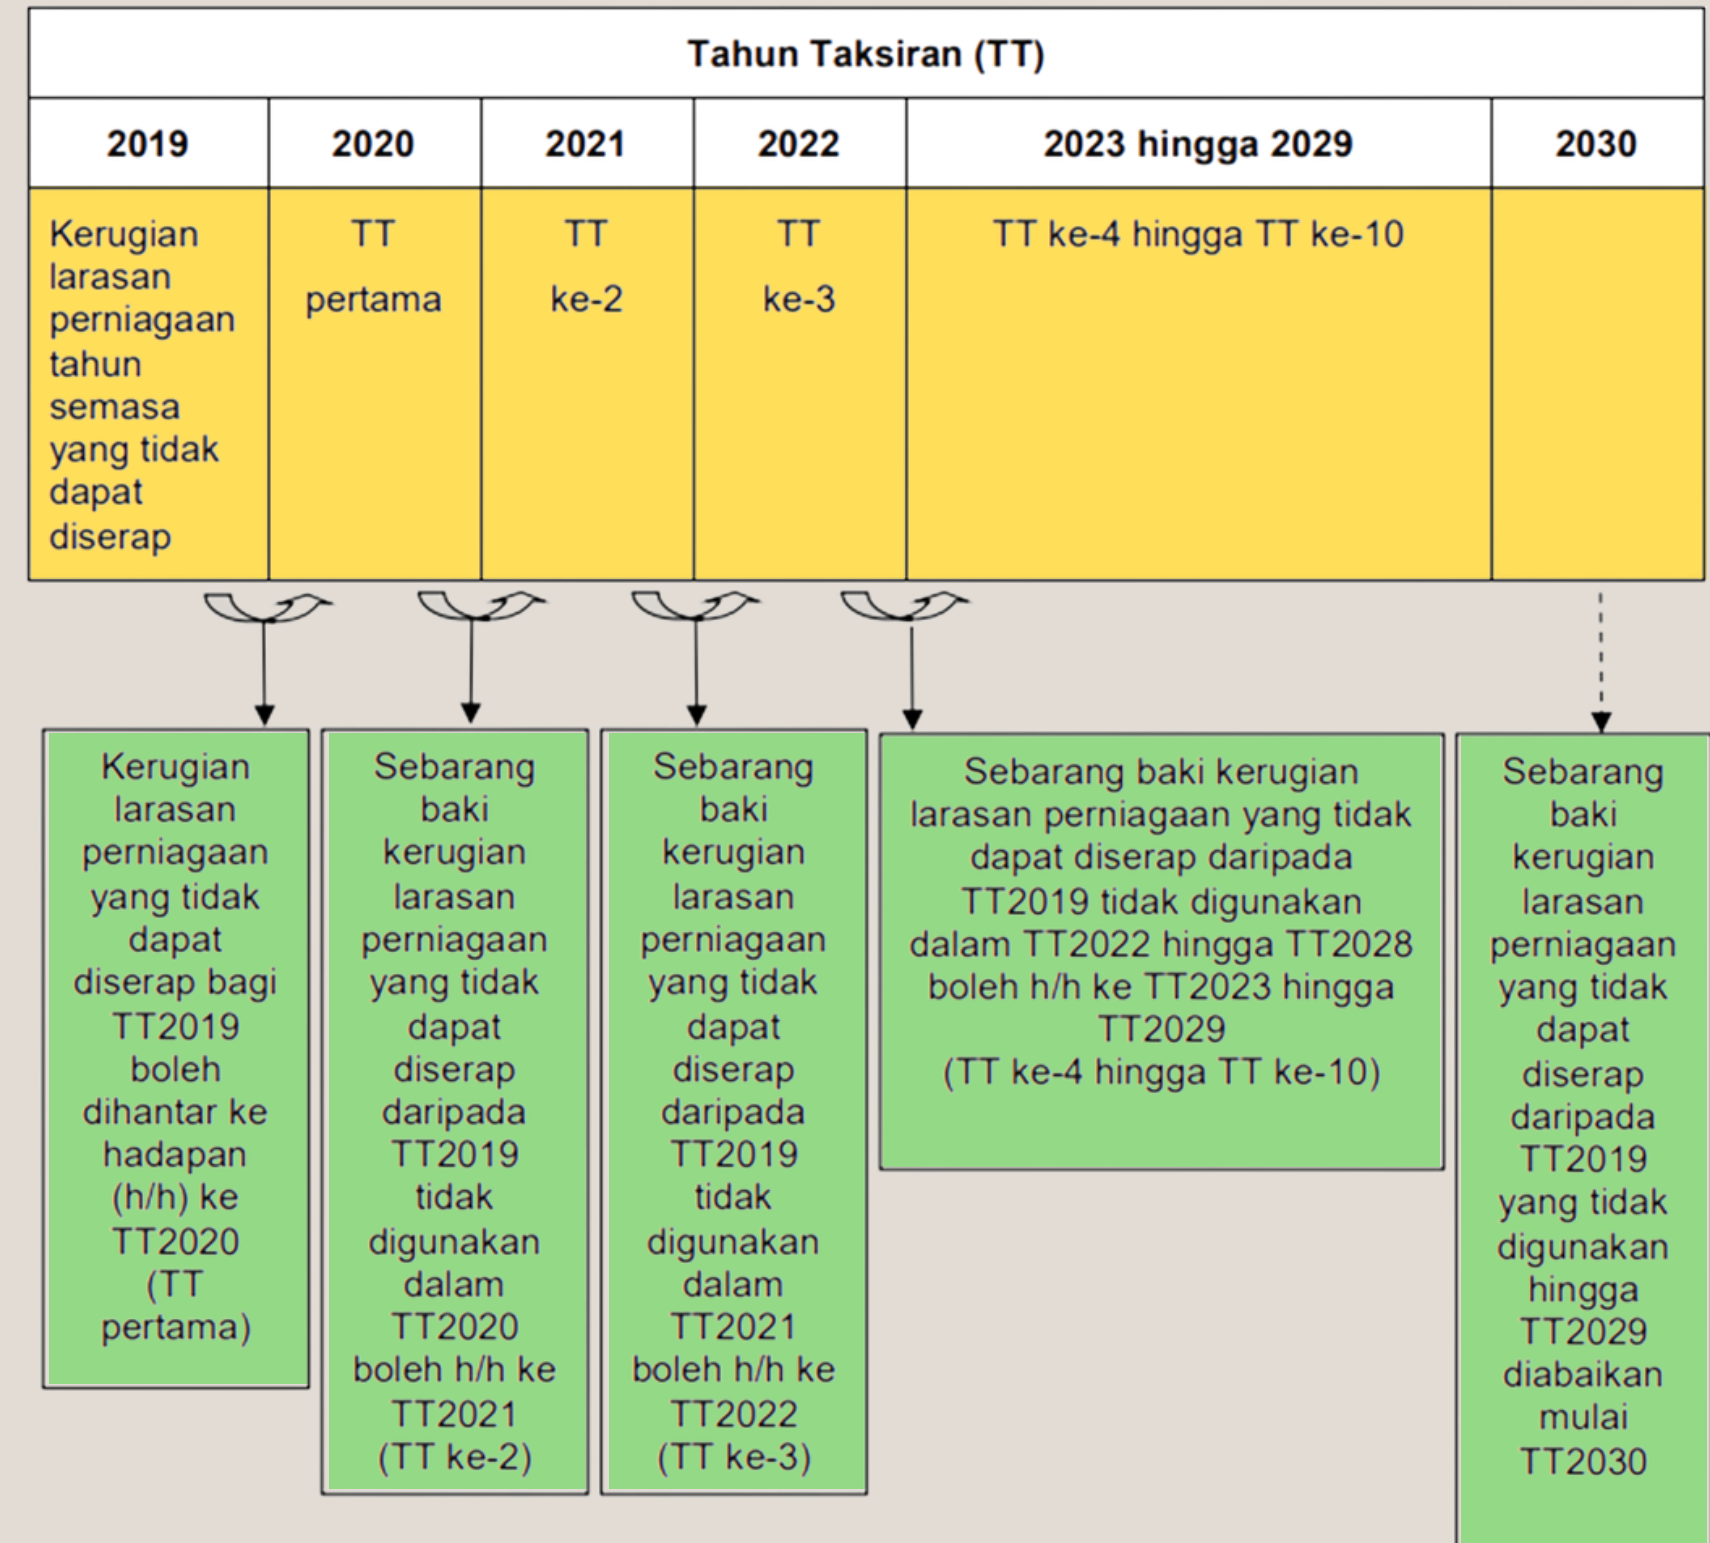 Tahun Taksiran (TT)
2019
2020
2021
2022
2023 hingga 2029
2030
Kerugian
larasan
perniagaan
tahun
semasa
yang tidak
dapat
diserap
TT
pertama
TT
ke-2
TT
ke-3
TT ke-4 hingga TT ke-10
Kerugian
larasan
perniagaan
yang tidak
dapat
diserap bagi
TT2019
boleh
dihantar ke
hadapan
(h/h) ke
TT2020
(TT
pertama)
Sebarang
baki
kerugian
larasan
perniagaan
yang tidak
dapat
diserap
daripada
TT2019
tidak
digunakan
dalam
TT2020
boleh h/h ke
TT2021
(TT ke-2)
Sebarang
baki
kerugian
larasan
perniagaan
yang tidak
dapat
diserap
daripada
TT2019
tidak
digunakan
dalam
TT2021
boleh h/h ke
TT2022
(TT ke-3)
Sebarang baki kerugian
larasan perniagaan yang tidak
dapat diserap daripada
TT2019 tidak digunakan
dalam TT2022 hingga TT2028
boleh h/h ke TT2023 hingga
TT2029
(TT ke-4 hingga TT ke-10)
Sebarang
baki
kerugian
larasan
perniagaan
yang tidak
dapat
diserap
daripada
TT2019
yang tidak
digunakan
hingga
TT2029
diabaikan
mulai
TT2030